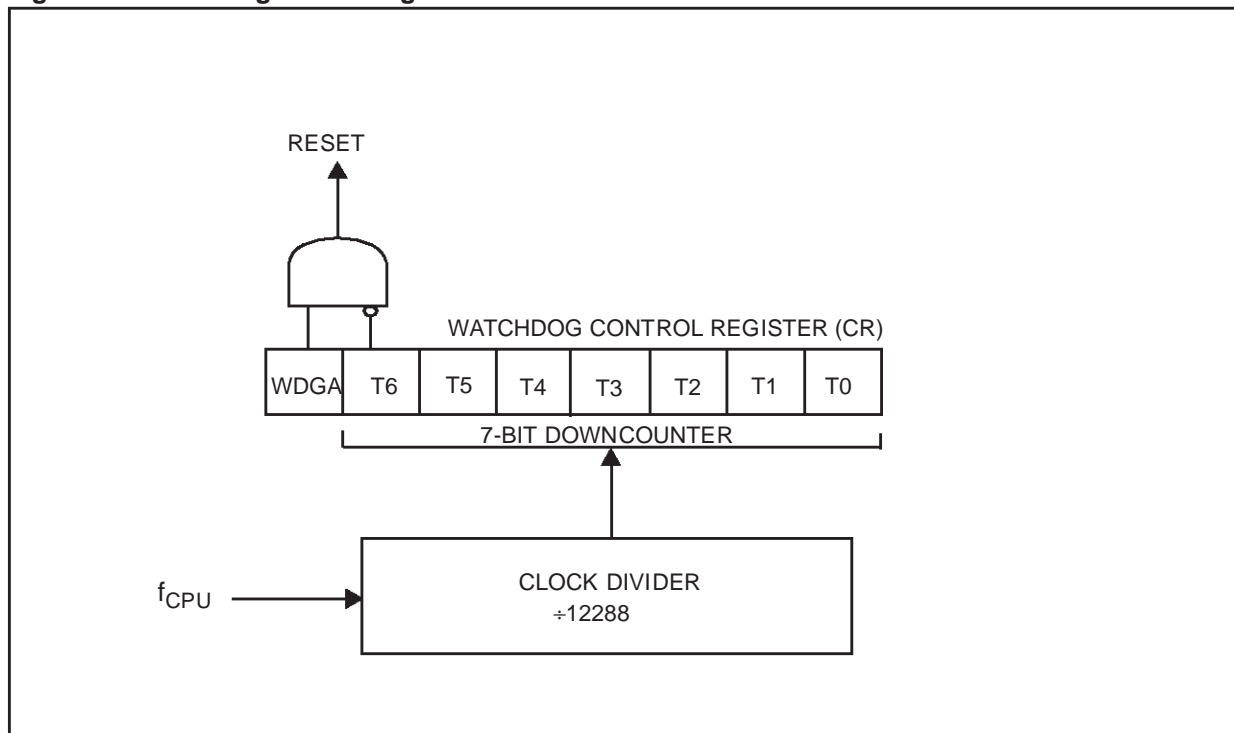 RESET
WATCHDOG CONTROL REGISTER (CR)
WDGA T6 T5 T4 T3 T2 T1 T0
7-BIT DOWNCOUNTER
fCPU
CLOCK DIVIDER
÷12288